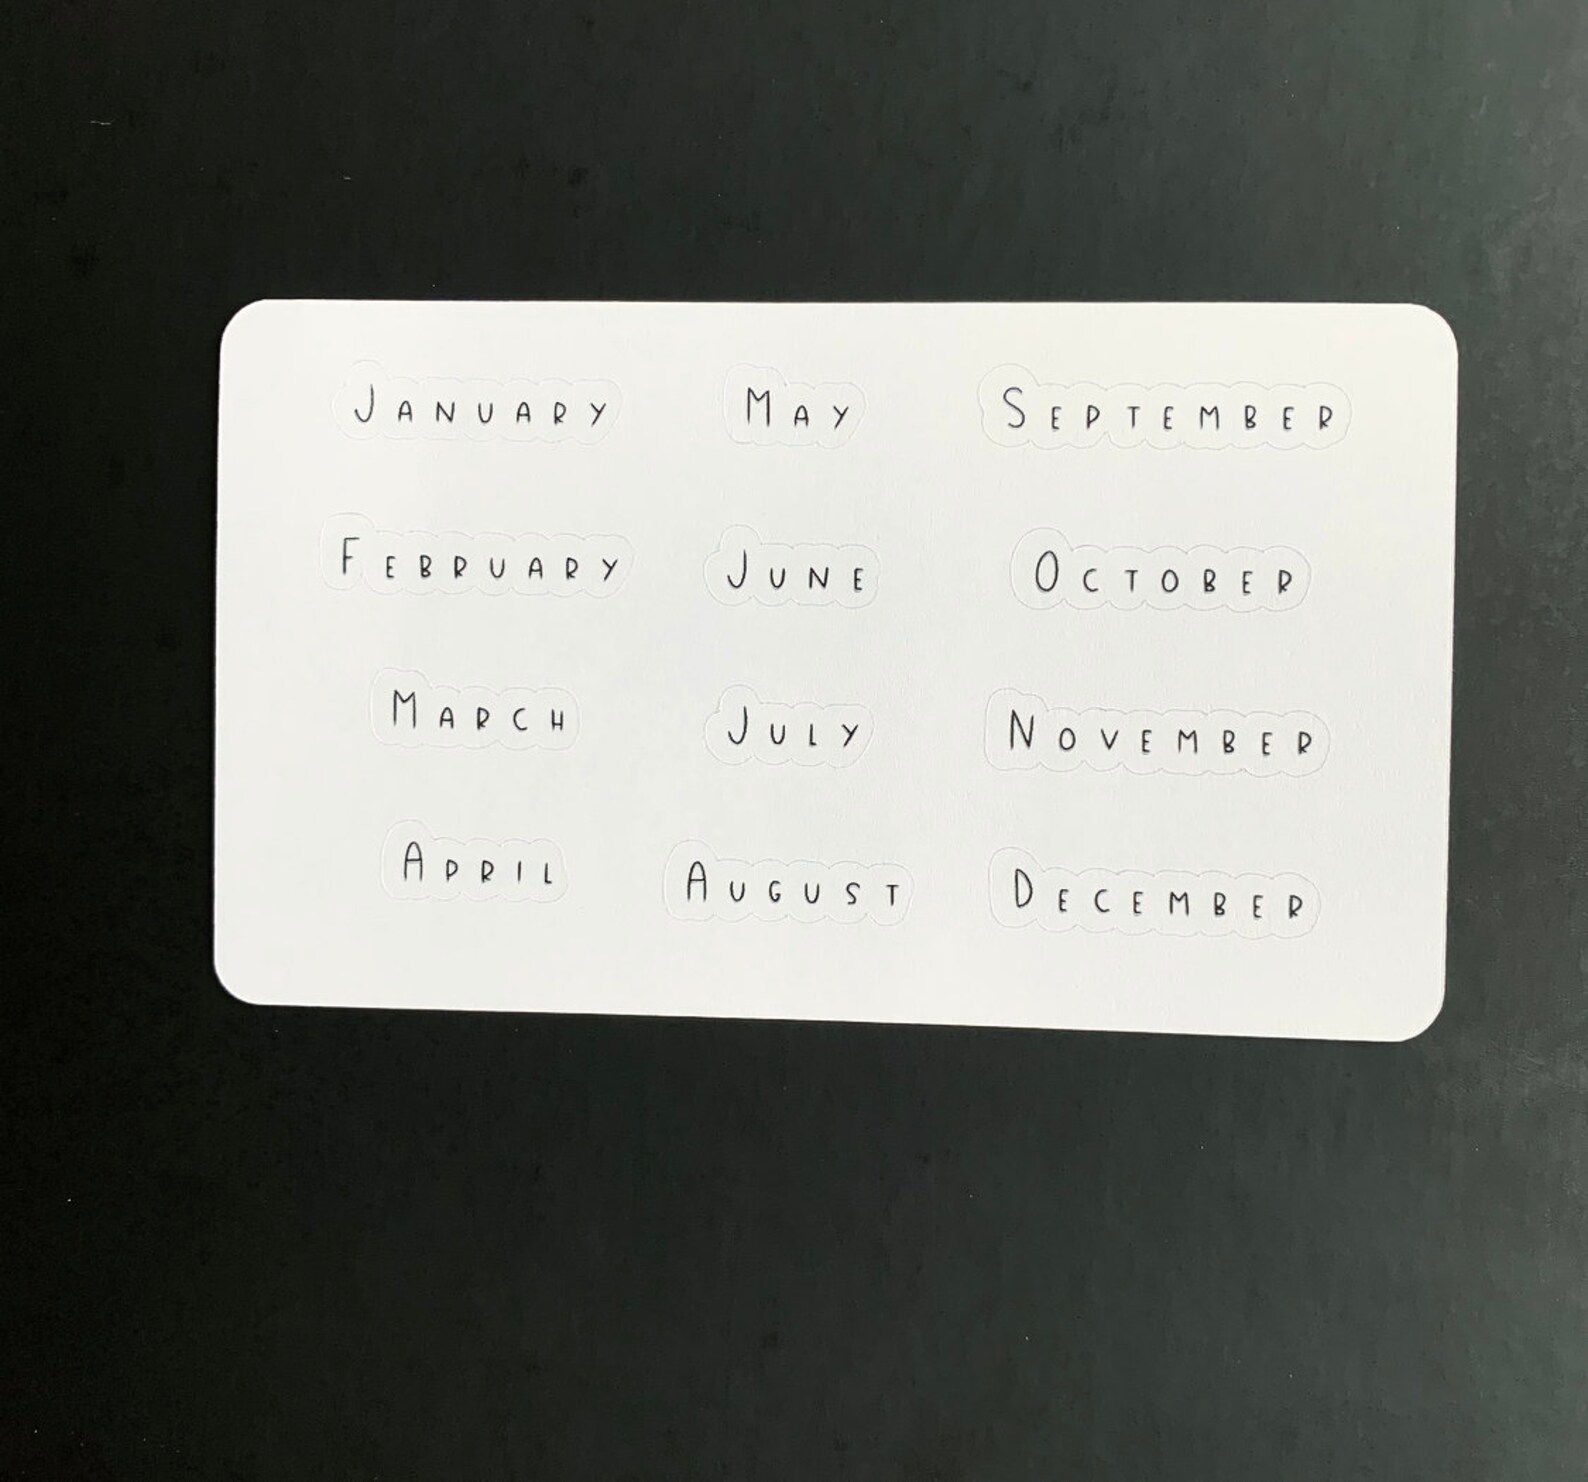 January
February
March
April
May
June
July
August
September
October
November
December